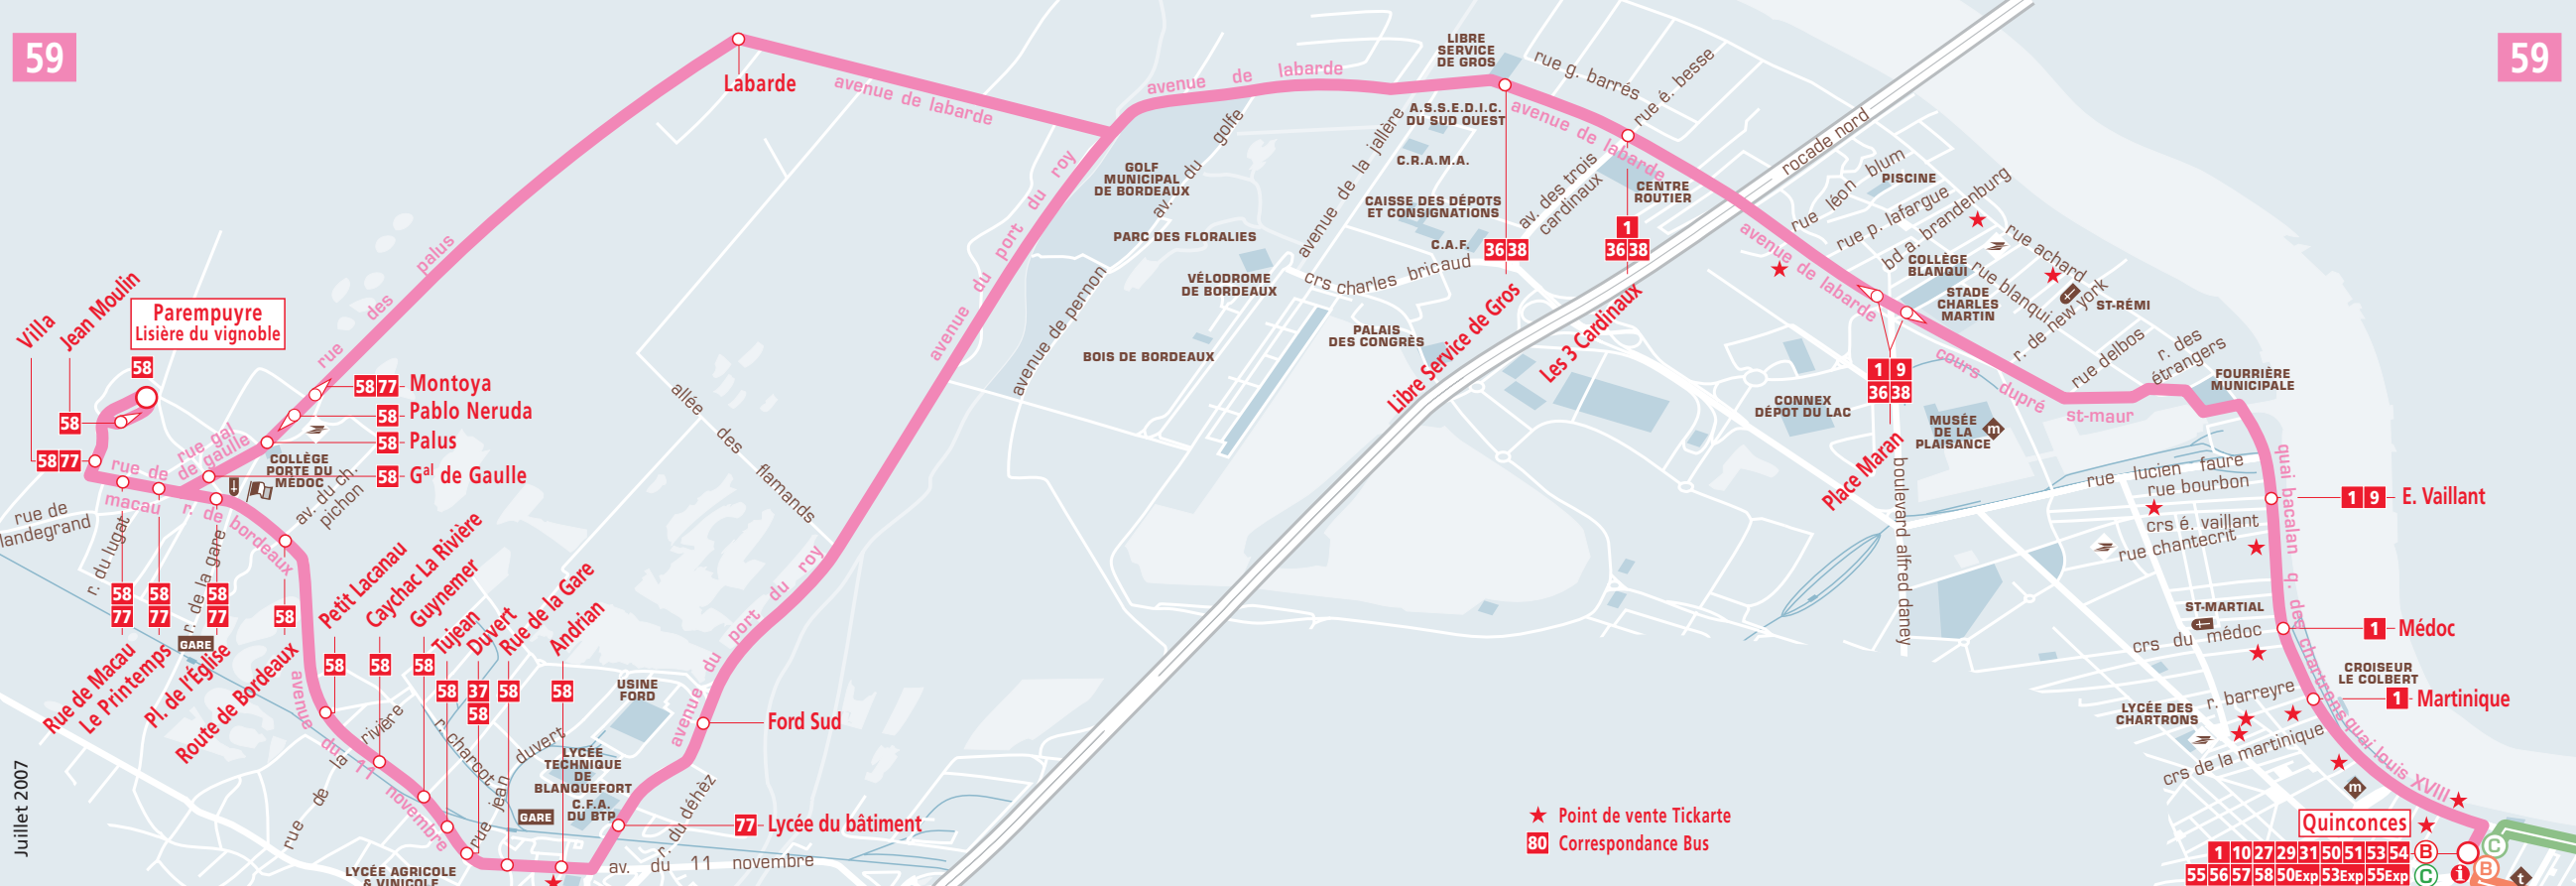 59
59
Labarde
avenue de labarde
avenue de labarde
LIBRE
SERVICE
DE GROS
rue g. barrés
rue é. besse
A.S.S.E.D.I.C.
DU SUD OUEST
avenue de labarde
C.R.A.M.A.
CAISSE DES DÉPOTS
ET CONSIGNATIONS
C.A.F.
36 38
av. des trois
cardinaux
CENTRE
ROUTIER
1
36 38
rocade nord
GOLF
MUNICIPAL
DE BORDEAUX
av. du golfe
avenue de la jallère
PARC DES FLORALIES
VÉLODROME
DE BORDEAUX
crs charles bricaud
PALAIS
DES CONGRÈS
BOIS DE BORDEAUX
avenue de pernon
avenue du port du roy
Libre Service de Gros
Les 3 Cardinaux
rue léon blum
PISCINE
rue p. lafargue
bd a. brandenburg
rue achard
COLLÈGE
BLANQUI
rue blanqui
STADE
CHARLES
MARTIN
r. de new york
ST-RÉMI
avenue de labarde
1 9
36 38
Place Maran
cours dupré
st-maur
rue delbos
r. des
étrangers
FOURRIÈRE
MUNICIPALE
CONNEX
DÉPOT DU LAC
MUSÉE
DE LA
PLAISANCE
m
boulevard alfred daney
rue lucien faure
rue bourbon
crs é. vaillant
rue chantecrit
quai bacalan
1 9
E. Vaillant
q. des chartrons
ST-MARTIAL
crs du médoc
1
Médoc
CROISEUR
LE COLBERT
1
Martinique
r. barreyre
LYCÉE DES
CHARTRONS
crs de la martinique
quai louis XVIII
m
Quinconces
1 10 27 29 31 50 51 53 54
B
C
55 56 57 58 50Exp 53Exp 55Exp
C
i
B
t
rue des palus
Villa
Jean Moulin
Parempuyre
Lisière du vignoble
58
58
58 77
58 77
Montoya
58
Pablo Neruda
58
Palus
58
Gal de Gaulle
rue gal
de gaulle
rue de
macau
COLLÈGE
PORTE DU
MÉDOC
av. du ch.
pichon
r. de bordeaux
rue de
landegrand
r. du lugat
r. de la gare
58
77
58
77
58
77
58
GARE
Rue de Macau
Le Printemps
Pl. de l'Église
Route de Bordeaux
Petit Lacanau
Caychac La Rivière
Guynemer
Tujean
Duvert
Rue de la Gare
Andrian
58
58
58
58
37
58
58
58
avenue du 11 novembre
rue de la rivière
r. charcot
rue jean duvert
USINE
FORD
LYCÉE
TECHNIQUE
DE
BLANQUEFORT
C.F.A.
DU BTP
GARE
LYCÉE AGRICOLE
& VINICOLE
allée des flamands
avenue du port du roy
Ford Sud
77
Lycée du bâtiment
r. du déhèz
av. du 11 novembre
Point de vente Tickarte
80
Correspondance Bus
Juillet 2007